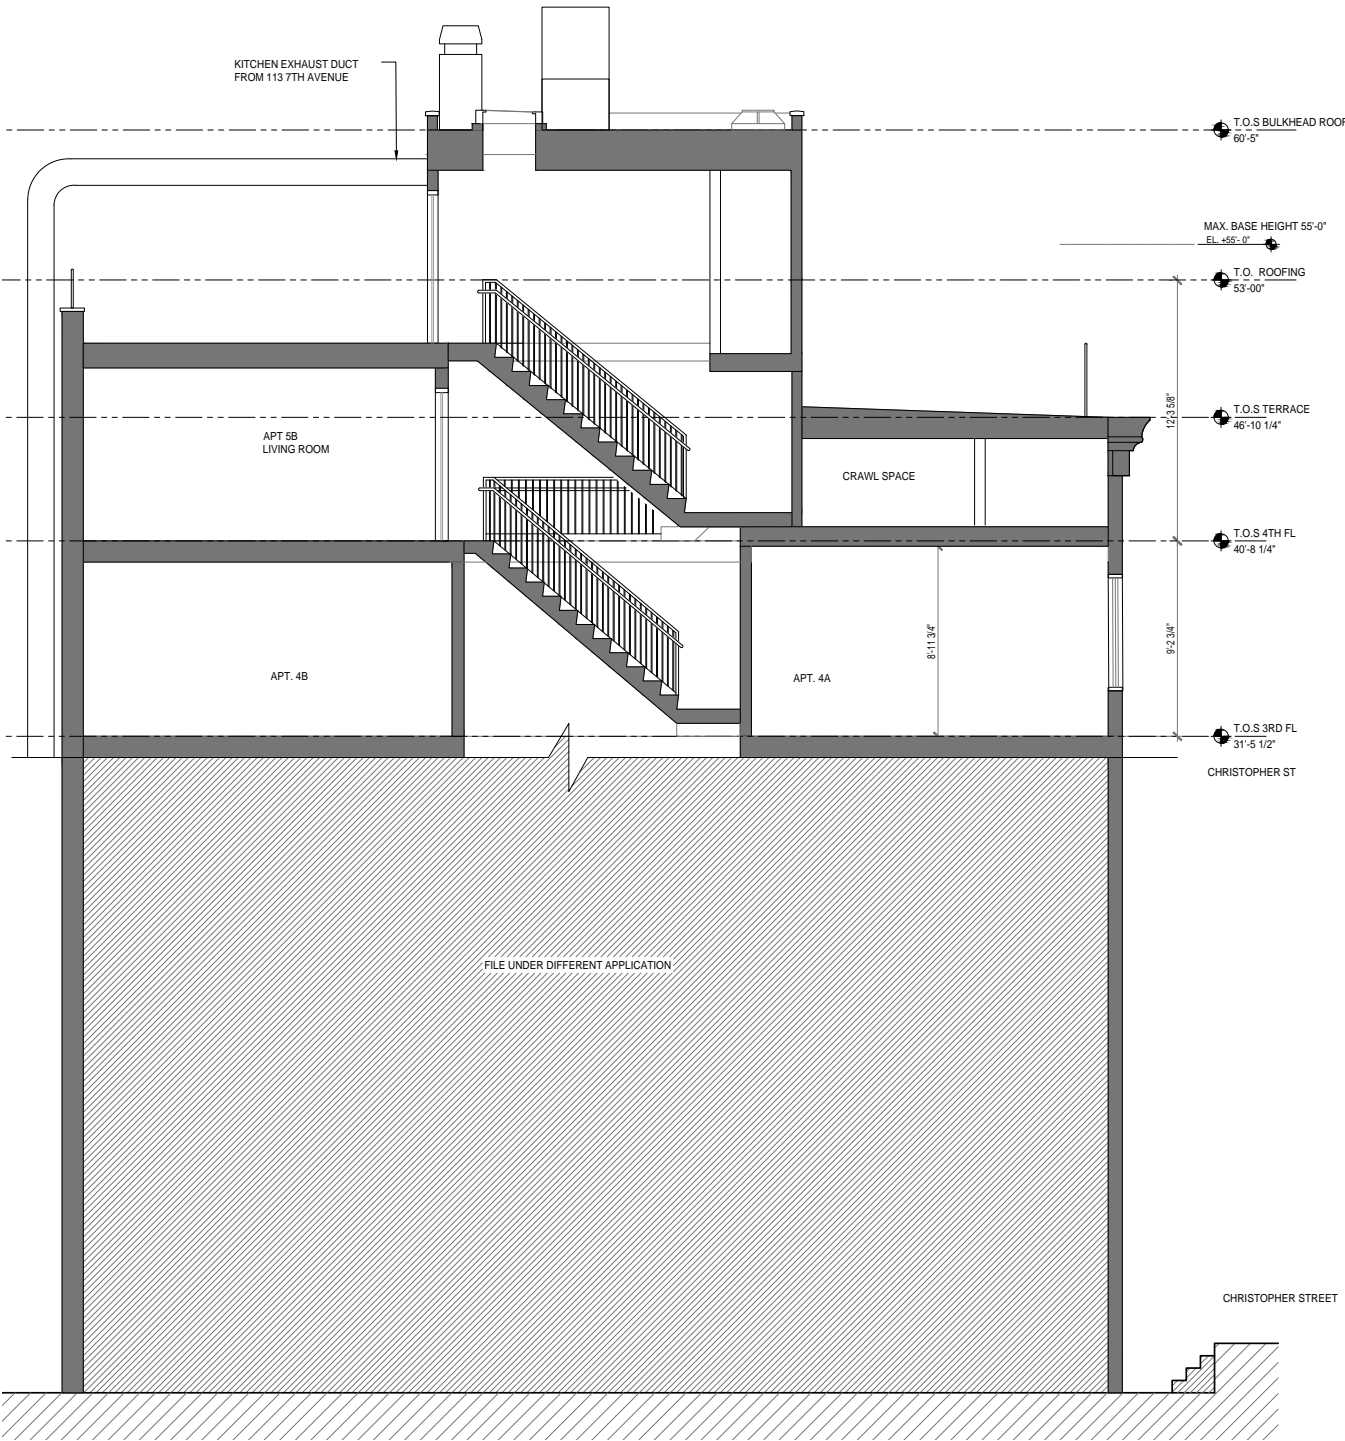 KITCHEN EXHAUST DUCT
FROM 113 7TH AVENUE
T.O.S BULKHEAD ROOF
60'-5"
MAX. BASE HEIGHT 55'-0"
EL. +55'- 0"
T.O. ROOFING
53'-00"
12'-3 5/8"
T.O.S TERRACE
46'-10 1/4"
APT 5B
LIVING ROOM
CRAWL SPACE
T.O.S 4TH FL
40'-8 1/4"
8'-11 3/4"
9'-2 3/4"
APT. 4B
APT. 4A
T.O.S 3RD FL
31'-5 1/2"
CHRISTOPHER ST
FILE UNDER DIFFERENT APPLICATION
CHRISTOPHER STREET